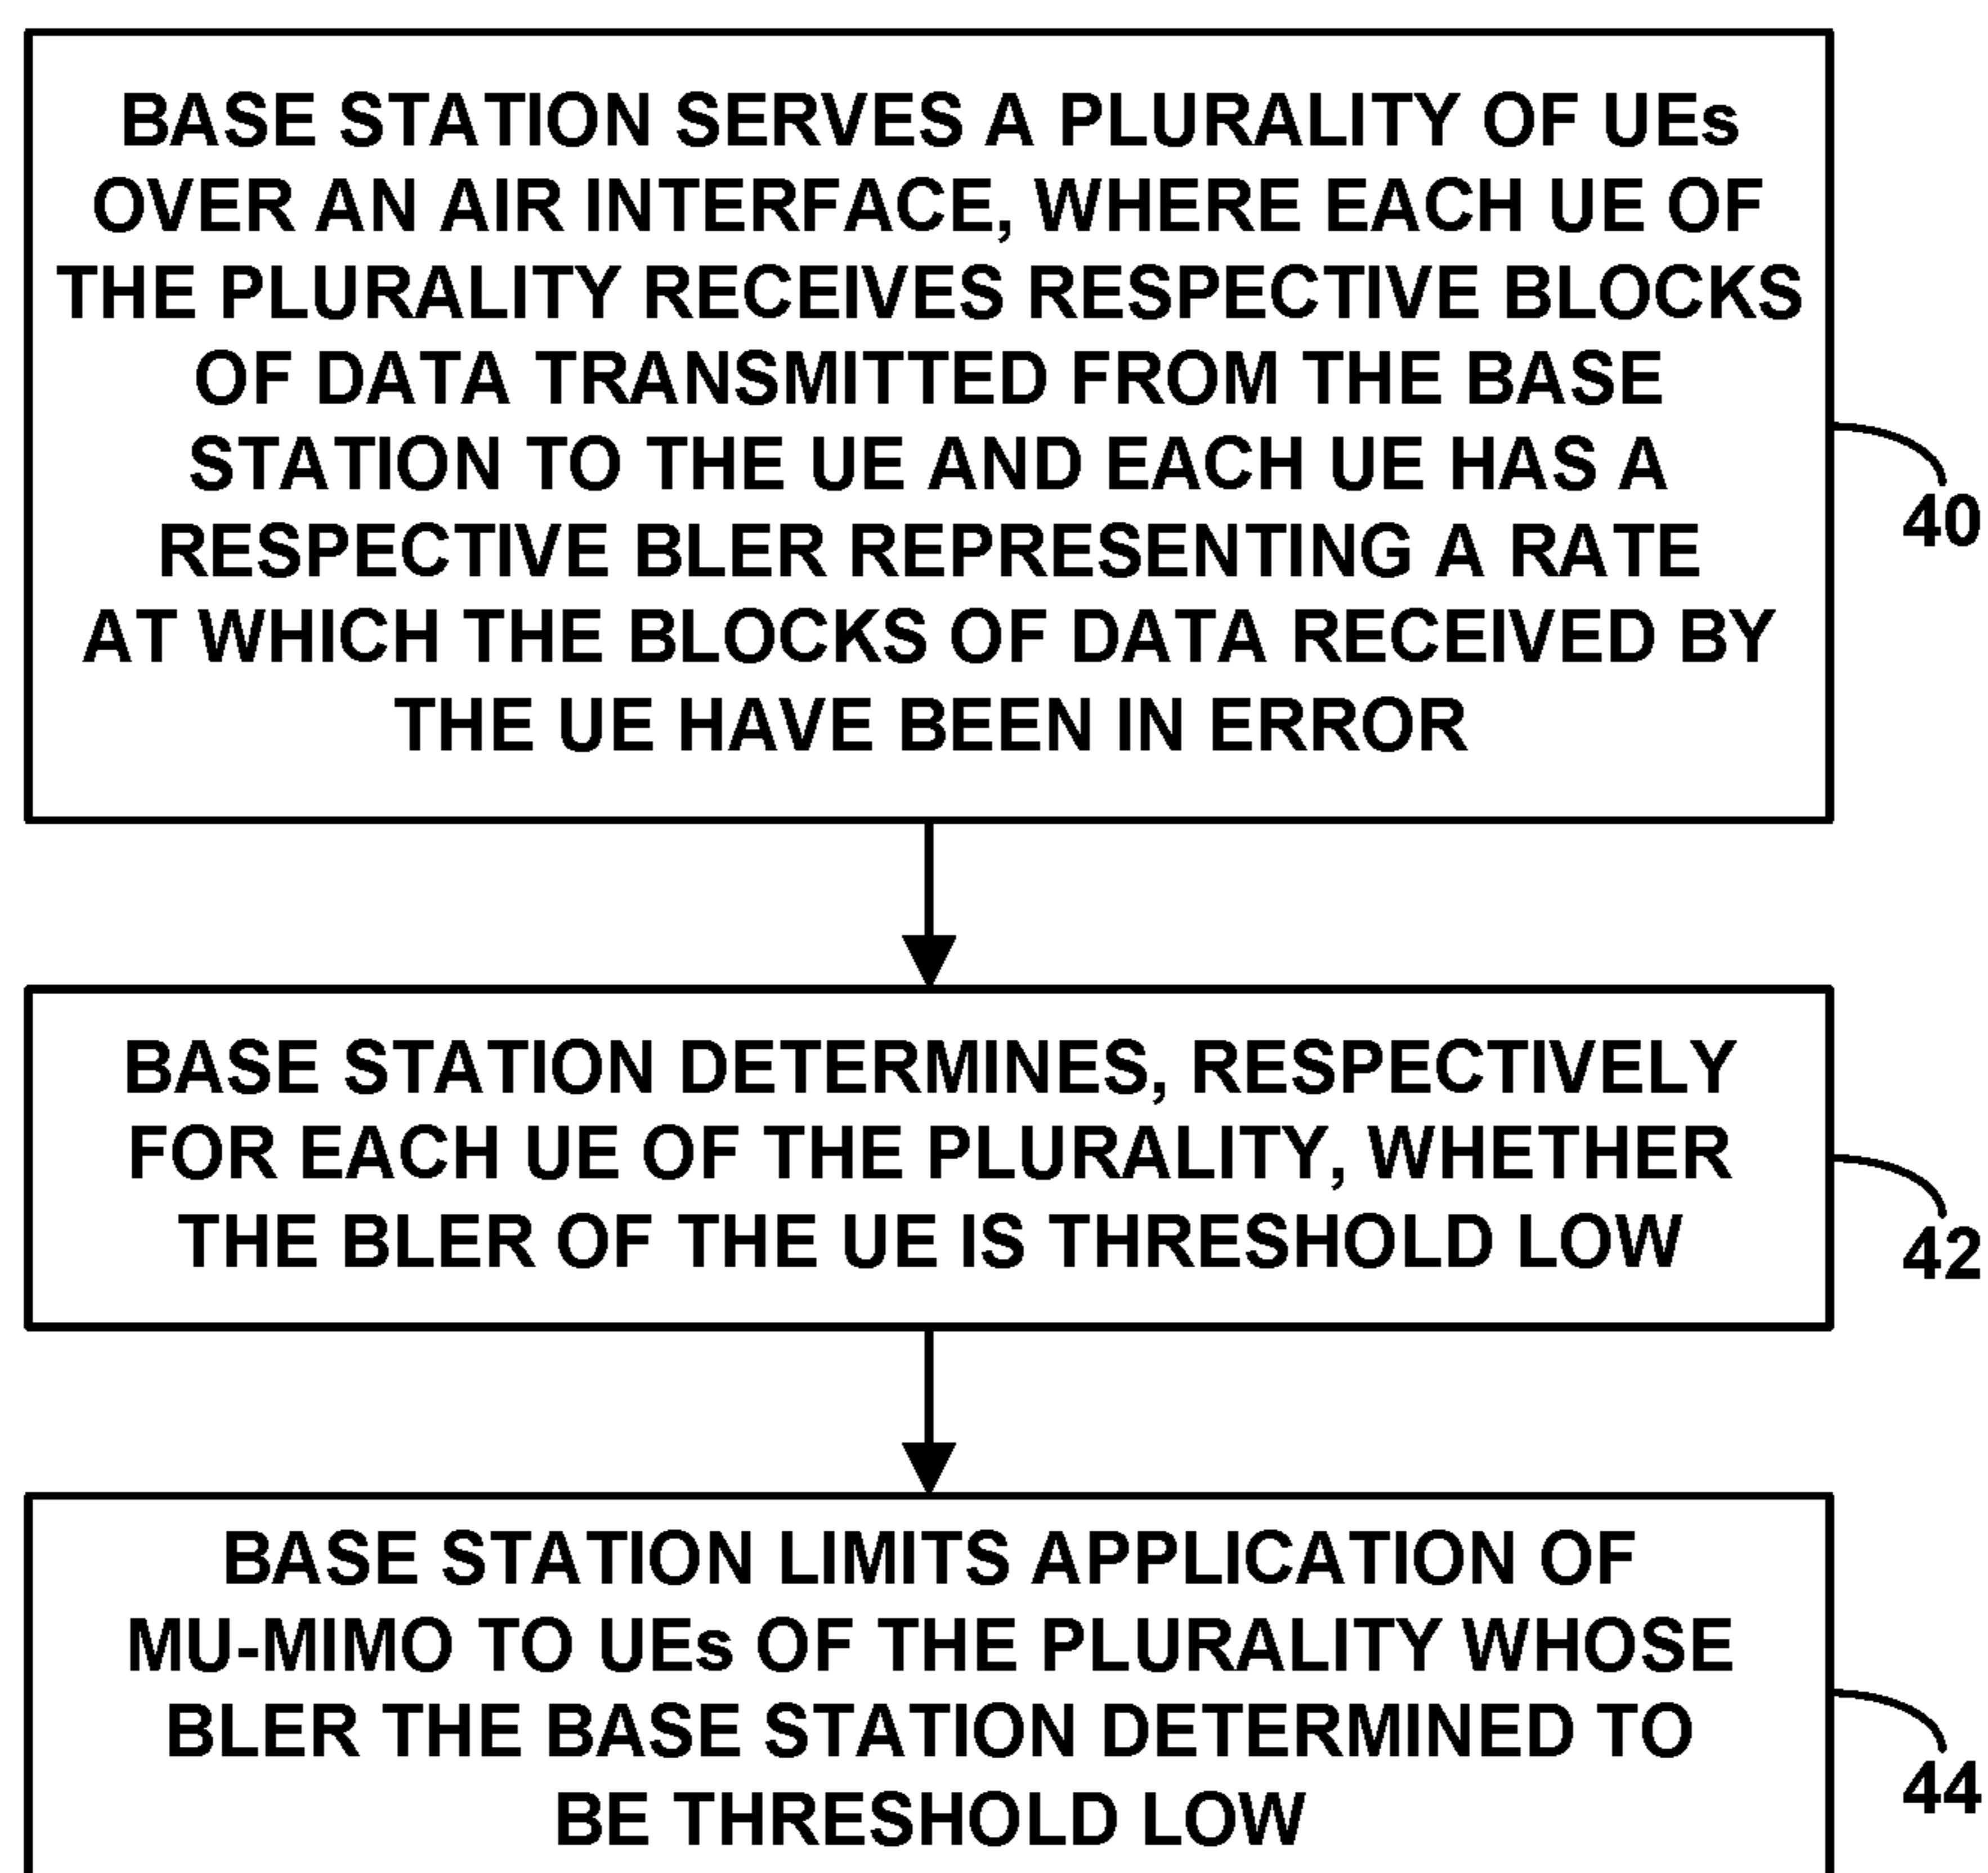 BASE STATION SERVES A PLURALITY OF UEs
OVER AN AIR INTERFACE, WHERE EACH UE OF
THE PLURALITY RECEIVES RESPECTIVE BLOCKS
OF DATA TRANSMITTED FROM THE BASE
STATION TO THE UE AND EACH UE HAS A
RESPECTIVE BLER REPRESENTING A RATE
AT WHICH THE BLOCKS OF DATA RECEIVED BY
THE UE HAVE BEEN IN ERROR
40
BASE STATION DETERMINES, RESPECTIVELY
FOR EACH UE OF THE PLURALITY, WHETHER
THE BLER OF THE UE IS THRESHOLD LOW
42
BASE STATION LIMITS APPLICATION OF
MU-MIMO TO UEs OF THE PLURALITY WHOSE
BLER THE BASE STATION DETERMINED TO
BE THRESHOLD LOW
44